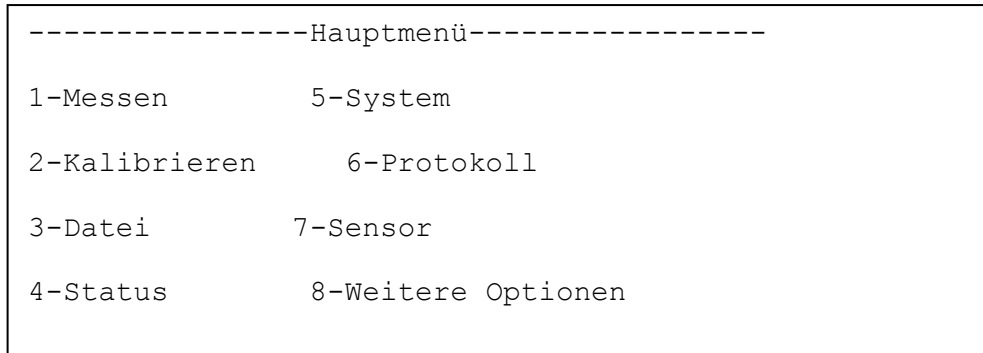 ----------------Hauptmenü-----------------
1-Messen 5-System
2-Kalibrieren 6-Protokoll
3-Datei 7-Sensor
4-Status 8-Weitere Optionen